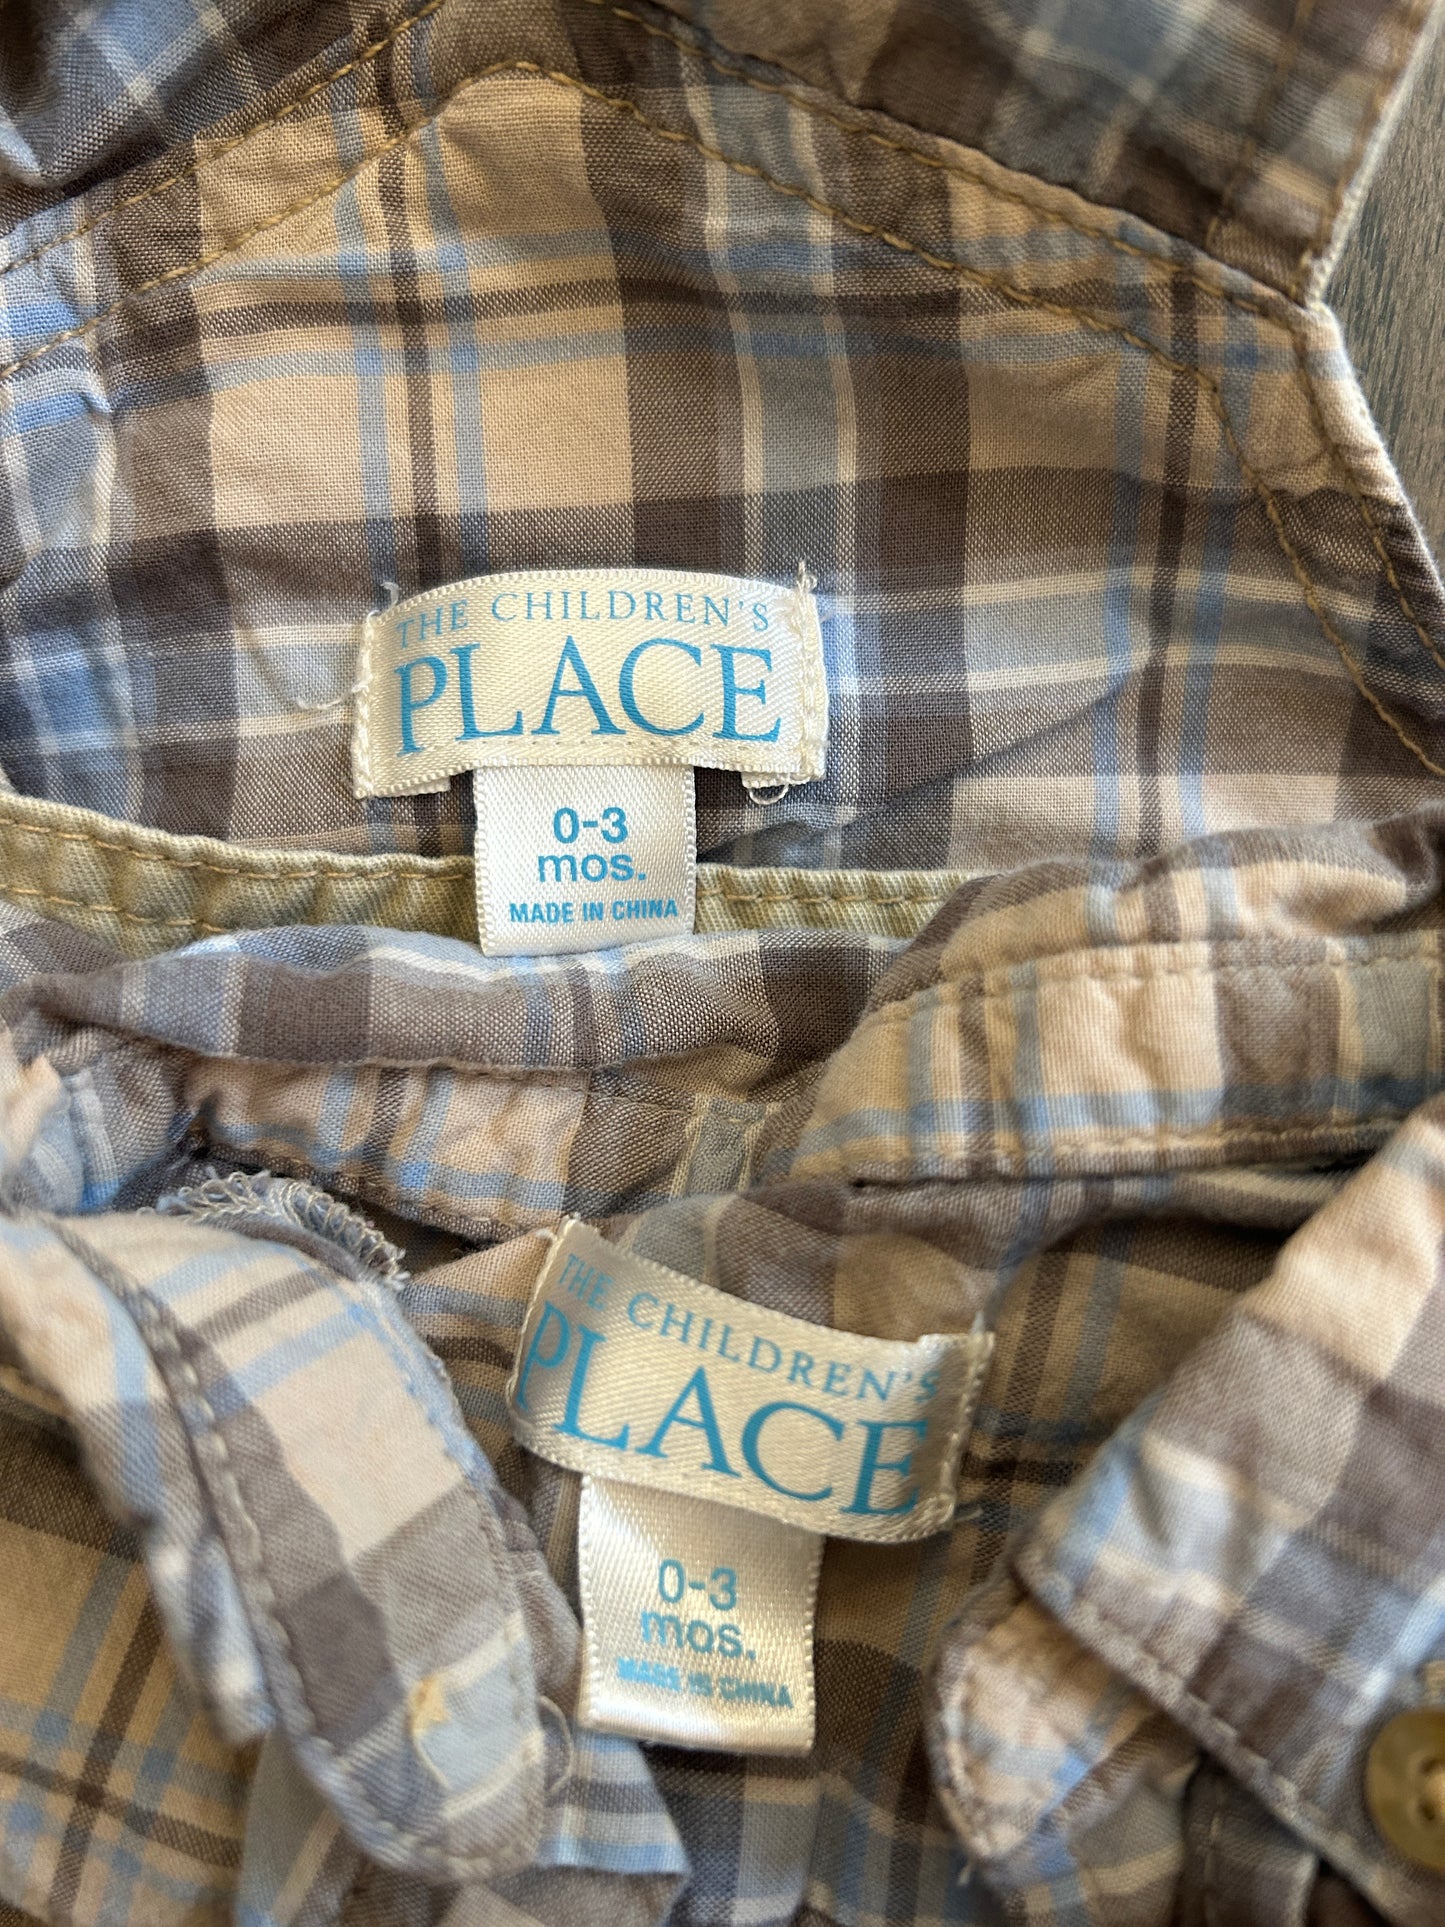 THE CHILDREN'S
PLACE
0-3
mos.
MADE IN CHINA
THE CHILDREN'S
PLACE
0-3
mos.
MADE IN CHINA